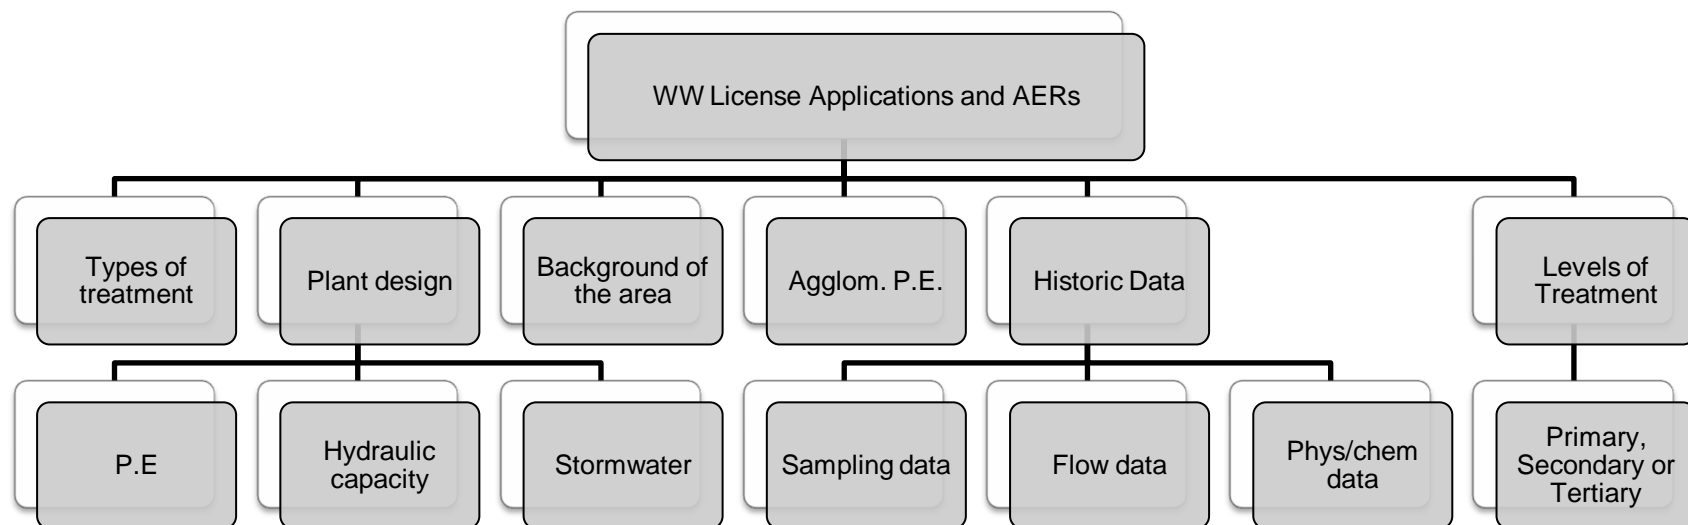 WW License Applications and AERs
Types of
treatment
Plant design
Background of
the area
Agglom. P.E.
Historic Data
Levels of
Treatment
P.E
Hydraulic
capacity
Stormwater
Sampling data
Flow data
Phys/chem
data
Primary,
Secondary or
Tertiary